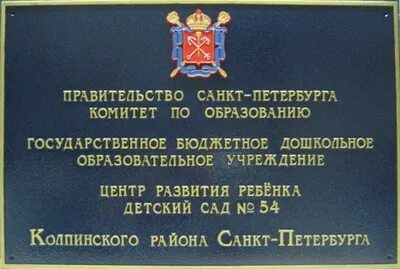 ПРАВИТЕЛЬСТВО САНКТ-ПЕТЕРБУРГА
КОМИТЕТ ПО ОБРАЗОВАНИЮ
ГОСУДАРСТВЕННОЕ БЮДЖЕТНОЕ ДОШКОЛЬНОЕ
ОБРАЗОВАТЕЛЬНОЕ УЧРЕЖДЕНИЕ
ЦЕНТР РАЗВИТИЯ РЕБЁНКА
ДЕТСКИЙ САД № 54
КОЛПИНСКОГО РАЙОНА САНКТ-ПЕТЕРБУРГА